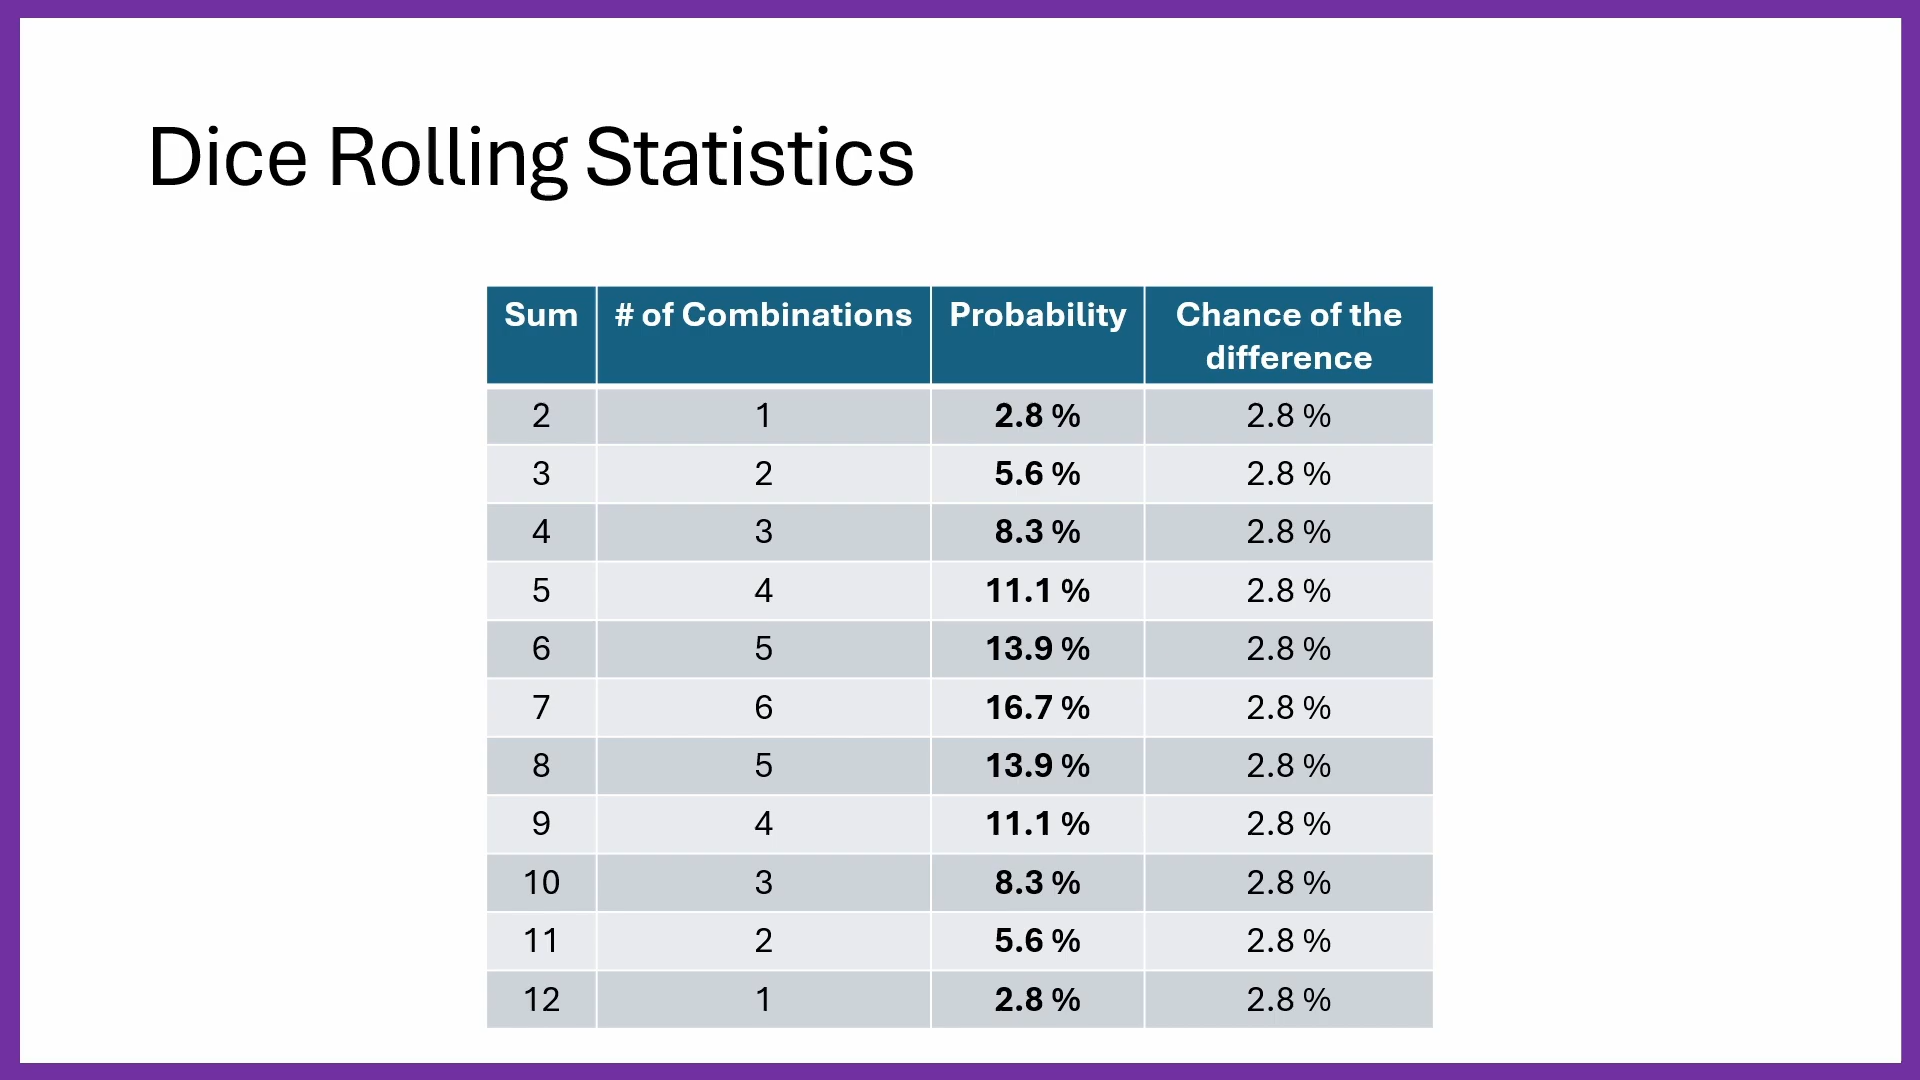 Dice Rolling Statistics
Sum # of Combinations Probability Chance of the
difference
2 1 2.8 % 2.8 %
3 2 5.6 % 2.8 %
4 3 8.3 % 2.8 %
5 4 11.1 % 2.8 %
6 5 13.9 % 2.8 %
7 6 16.7 % 2.8 %
8 5 13.9 % 2.8 %
9 4 11.1 % 2.8 %
10 3 8.3 % 2.8 %
11 2 5.6 % 2.8 %
12 1 2.8 % 2.8 %